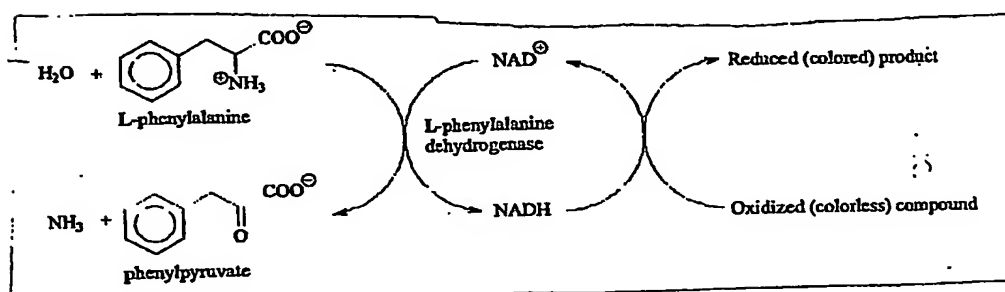 H₂O + COO⊖ ⊕NH₃
L-phenylalanine
NAD⊕
Reduced (colored) product
L-phenylalanine
dehydrogenase
NH₃ + COO⊖ O
phenylpyruvate
NADH
Oxidized (colorless) compound